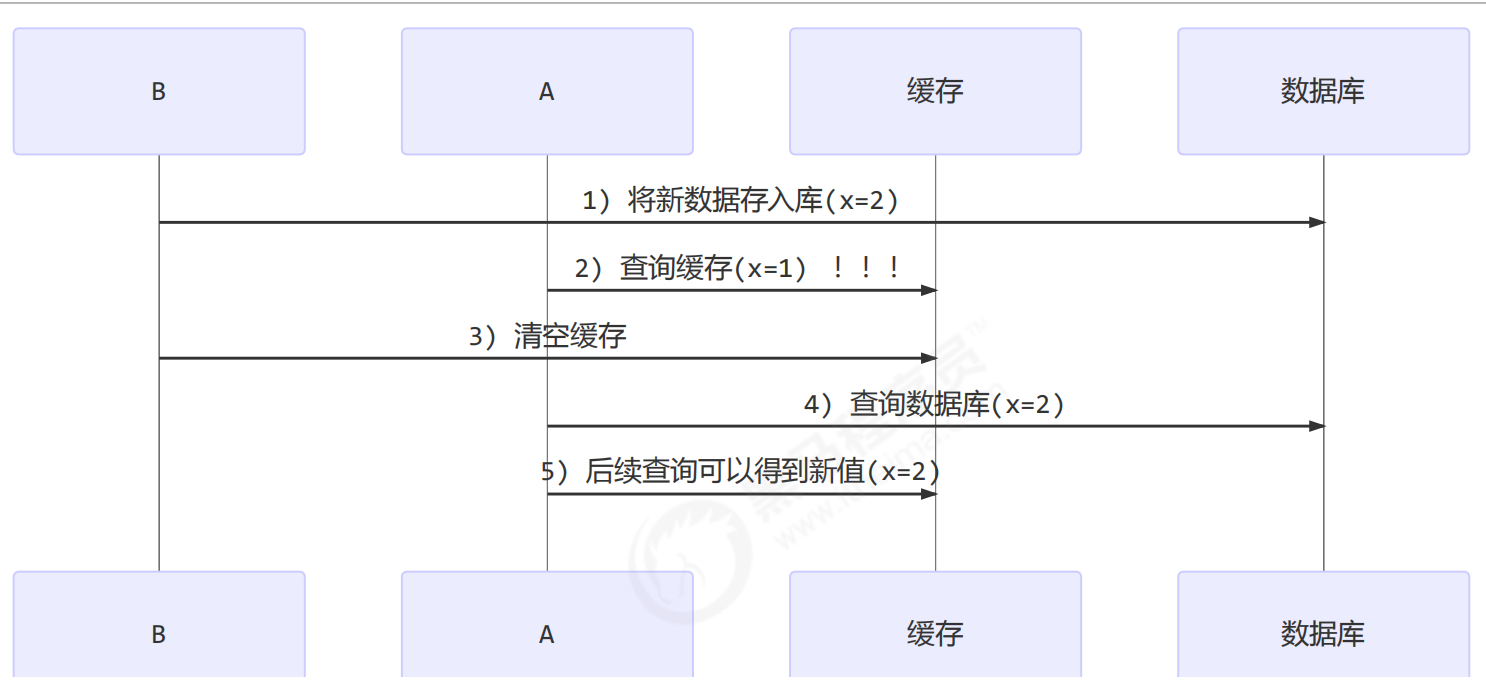 B A 缓存 数据库
1) 将新数据存入库(x=2)
2) 查询缓存(x=1) ！！！
3) 清空缓存
4) 查询数据库(x=2)
5) 后续查询可以得到新值(x=2)
B A 缓存 数据库